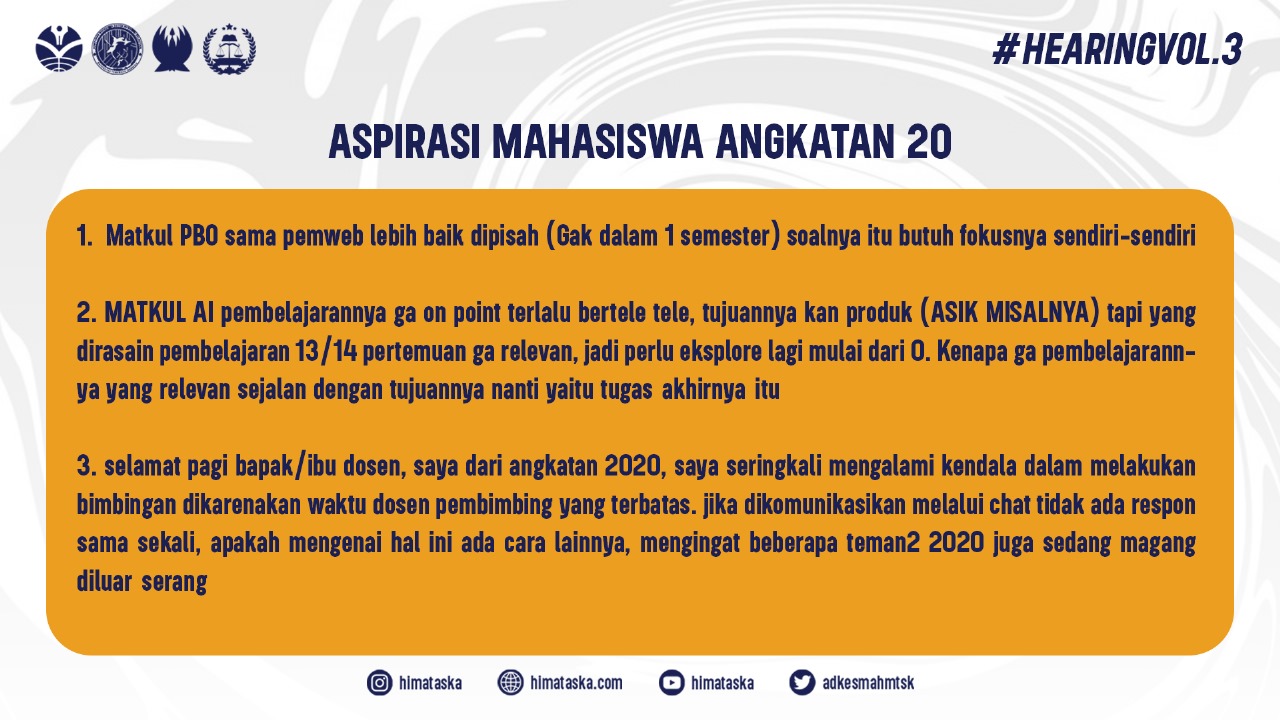 #HEARINGVOL.3
ASPIRASI MAHASISWA ANGKATAN 20
1. Matkul PBO sama pemweb lebih baik dipisah (Gak dalam 1 semester) soalnya itu butuh fokusnya sendiri-sendiri
2. MATKUL AI pembelajarannya ga on point terlalu bertele tele, tujuannya kan produk (ASIK MISALNYA) tapi yang
dirasain pembelajaran 13/14 pertemuan ga relevan, jadi perlu eksplore lagi mulai dari 0. Kenapa ga pembelajarann-
ya yang relevan sejalan dengan tujuannya nanti yaitu tugas akhirnya itu
3. selamat pagi bapak/ibu dosen, saya dari angkatan 2020, saya seringkali mengalami kendala dalam melakukan
bimbingan dikarenakan waktu dosen pembimbing yang terbatas. jika dikomunikasikan melalui chat tidak ada respon
sama sekali, apakah mengenai hal ini ada cara lainnya, mengingat beberapa teman2 2020 juga sedang magang
diluar serang
himataska himataska.com himataska adkesmahmtsk